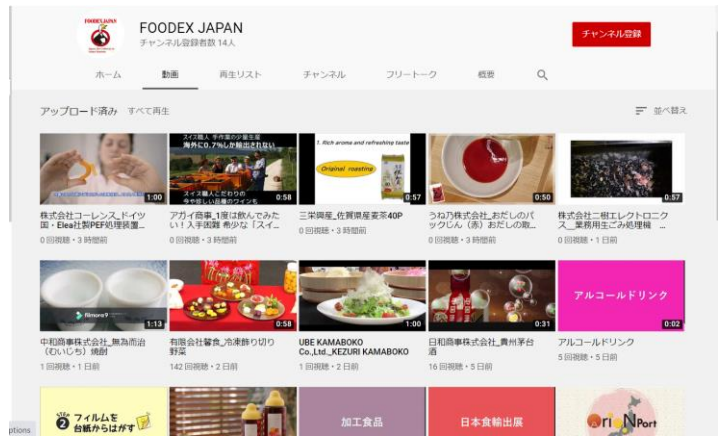 FOODEX JAPAN
FOODEX JAPAN
チャンネル登録者数 14人
チャンネル登録
ホーム
動画
再生リスト
チャンネル
フリートーク
概要
アップロード済み
すべて再生
並べ替え
1:00
スイス職人 手作業の少量生産
海外に0.7%しか輸出されない
スイス職人こだわりの
今や珍しい品種のワインたち
0:58
1. Rich aroma and refreshing taste
Original roasting
0:57
0:50
0:57
株式会社コーレンス_ドイツ
国・Elea社製PEF処理装置...
0 回視聴・3 時間前
アガイ商事_1度は飲んでみた
い！入手困難 希少な「スイ...
0 回視聴・3 時間前
三栄興産_佐賀県産麦茶40P
0 回視聴・3 時間前
うね乃株式会社_おだしのパ
ックじん（赤）おだしの取...
0 回視聴・3 時間前
株式会社二樹エレクトロニク
ス__業務用生ごみ処理機 ...
0 回視聴・1 日前
filmora9
1:13
0:58
1:00
0:31
アルコールドリンク
0:02
中和商事株式会社_無為而治
（むいじち）焼酎
1 回視聴・1 日前
有限会社馨食_冷凍飾り切り
野菜
142 回視聴・2 日前
UBE KAMABOKO
Co.,Ltd._KEZURI KAMABOKO
1 回視聴・2 日前
日和商事株式会社_貴州茅台
酒
16 回視聴・5 日前
アルコールドリンク
5 回視聴・5 日前
STEP
2
フィルムを
台紙からはがす
加工食品
日本食輸出展
OriONPort
ptions